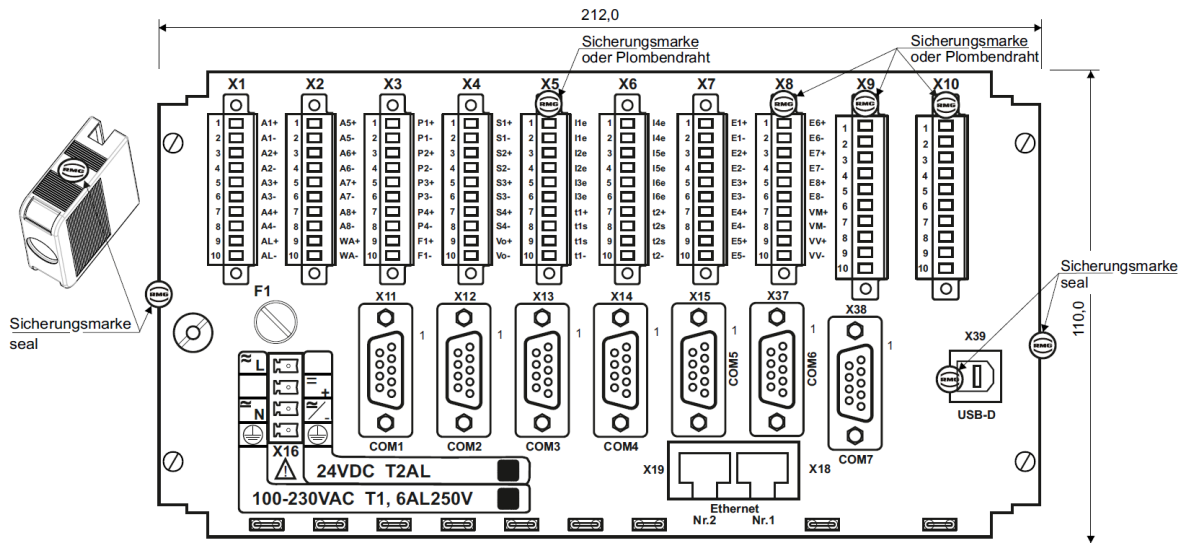 212,0
Sicherungsmarke
oder Plombendraht
Sicherungsmarke
oder Plombendraht
X1 X2 X3 X4 X5 X6 X7 X8 X9 X10
RMG RMG RMG RMG
1 A1+ 1 A5+ 1 P1+ 1 S1+ 1 I1e 1 I4e 1 E1+ 1 E6+ 1 1
2 A1- 2 A5- 2 P1- 2 S1- 2 I1e 2 I4e 2 E1- 2 E6- 2 2
3 A2+ 3 A6+ 3 P2+ 3 S2+ 3 I2e 3 I5e 3 E2+ 3 E7+ 3 3
4 A2- 4 A6- 4 P2- 4 S2- 4 I2e 4 I5e 4 E2- 4 E7- 4 4
5 A3+ 5 A7+ 5 P3+ 5 S3+ 5 I3e 5 I6e 5 E3+ 5 E8+ 5 5
6 A3- 6 A7- 6 P3- 6 S3- 6 I3e 6 I6e 6 E3- 6 E8- 6 6
7 A4+ 7 A8+ 7 P4+ 7 S4+ 7 t1+ 7 t2+ 7 E4+ 7 VM+ 7 7
8 A4- 8 A8- 8 P4- 8 S4- 8 t1s 8 t2s 8 E4- 8 VM- 8 8
9 AL+ 9 WA+ 9 F1+ 9 Vo+ 9 t1s 9 t2s 9 E5+ 9 VV+ 9 9
10 AL- 10 WA- 10 F1- 10 Vo- 10 t1- 10 t2- 10 E5- 10 VV- 10 10
RMG
RMG
Sicherungsmarke
seal
Sicherungsmarke
seal
110,0
RMG
F1
X11 X12 X13 X14 X15 X37 X38
1 1 1 1 1 1 1
COM5
COM6
COM1 COM2 COM3 COM4 COM7
X39
RMG
USB-D
L
+
N
-
X16
24VDC T2AL
100-230VAC T1, 6AL250V
X19 X18
Ethernet
Nr.2 Nr.1